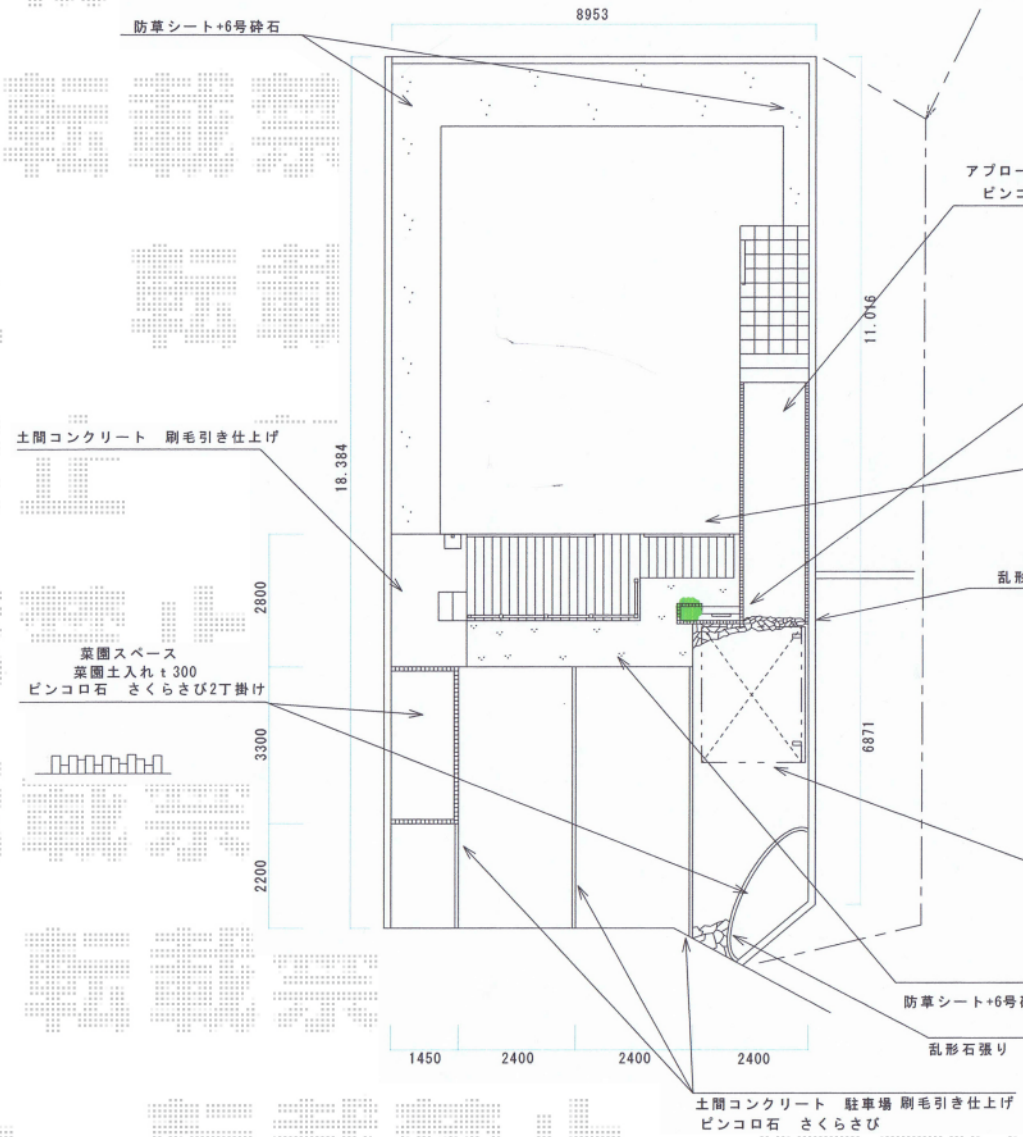 8953
防草シート+6号砕石
アプロー
ピンコ
11.016
土間コンクリート 刷毛引き仕上げ
18.384
2800
乱形
菜園スペース
菜園土入れ t 300
ピンコロ石 さくらさび2丁掛け
3300
6871
2200
防草シート+6号砕
乱形石張り
1450 2400 2400 2400
土間コンクリート 駐車場 刷毛引き仕上げ
ピンコロ石 さくらさび